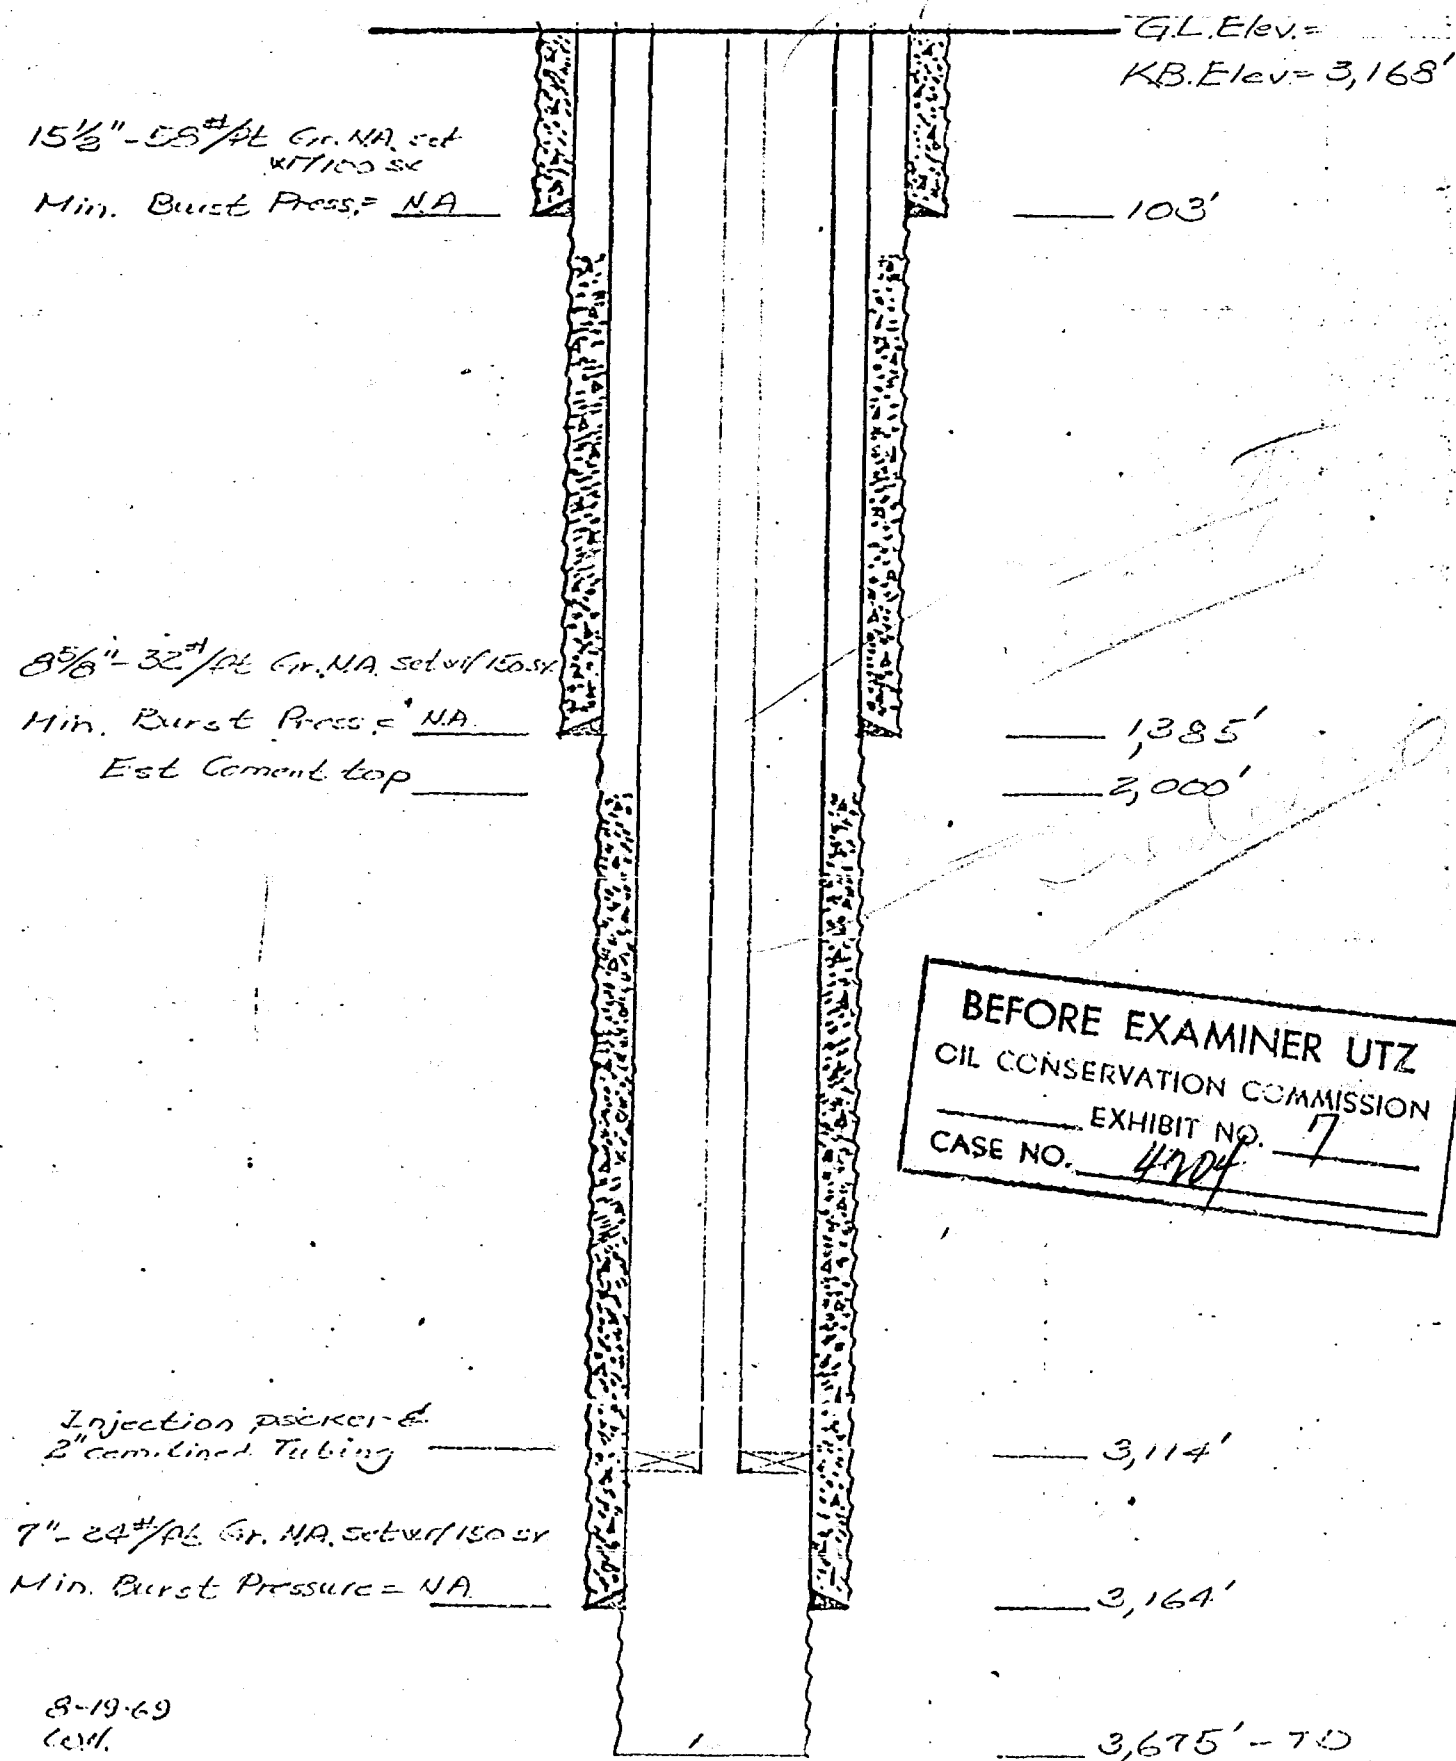 G.L. Elev. =
K.B. Elev = 3,168'
15½" - 58#/ft Gr. NA. set
w/100 sx
Min. Burst Press. = NA
103'
8⅝" - 32#/ft Gr. NA. set w/150 sx
Min. Burst Press. = NA
1,385'
Est Cement top
2,000'
BEFORE EXAMINER UTZ
OIL CONSERVATION COMMISSION
EXHIBIT NO. 7
CASE NO. 4204
Injection packer &
2" cem. lined Tubing
3,114'
7" - 24#/ft Gr. NA. set w/150 sx
Min. Burst Pressure = NA
3,164'
8-19-69
3,675' - TD